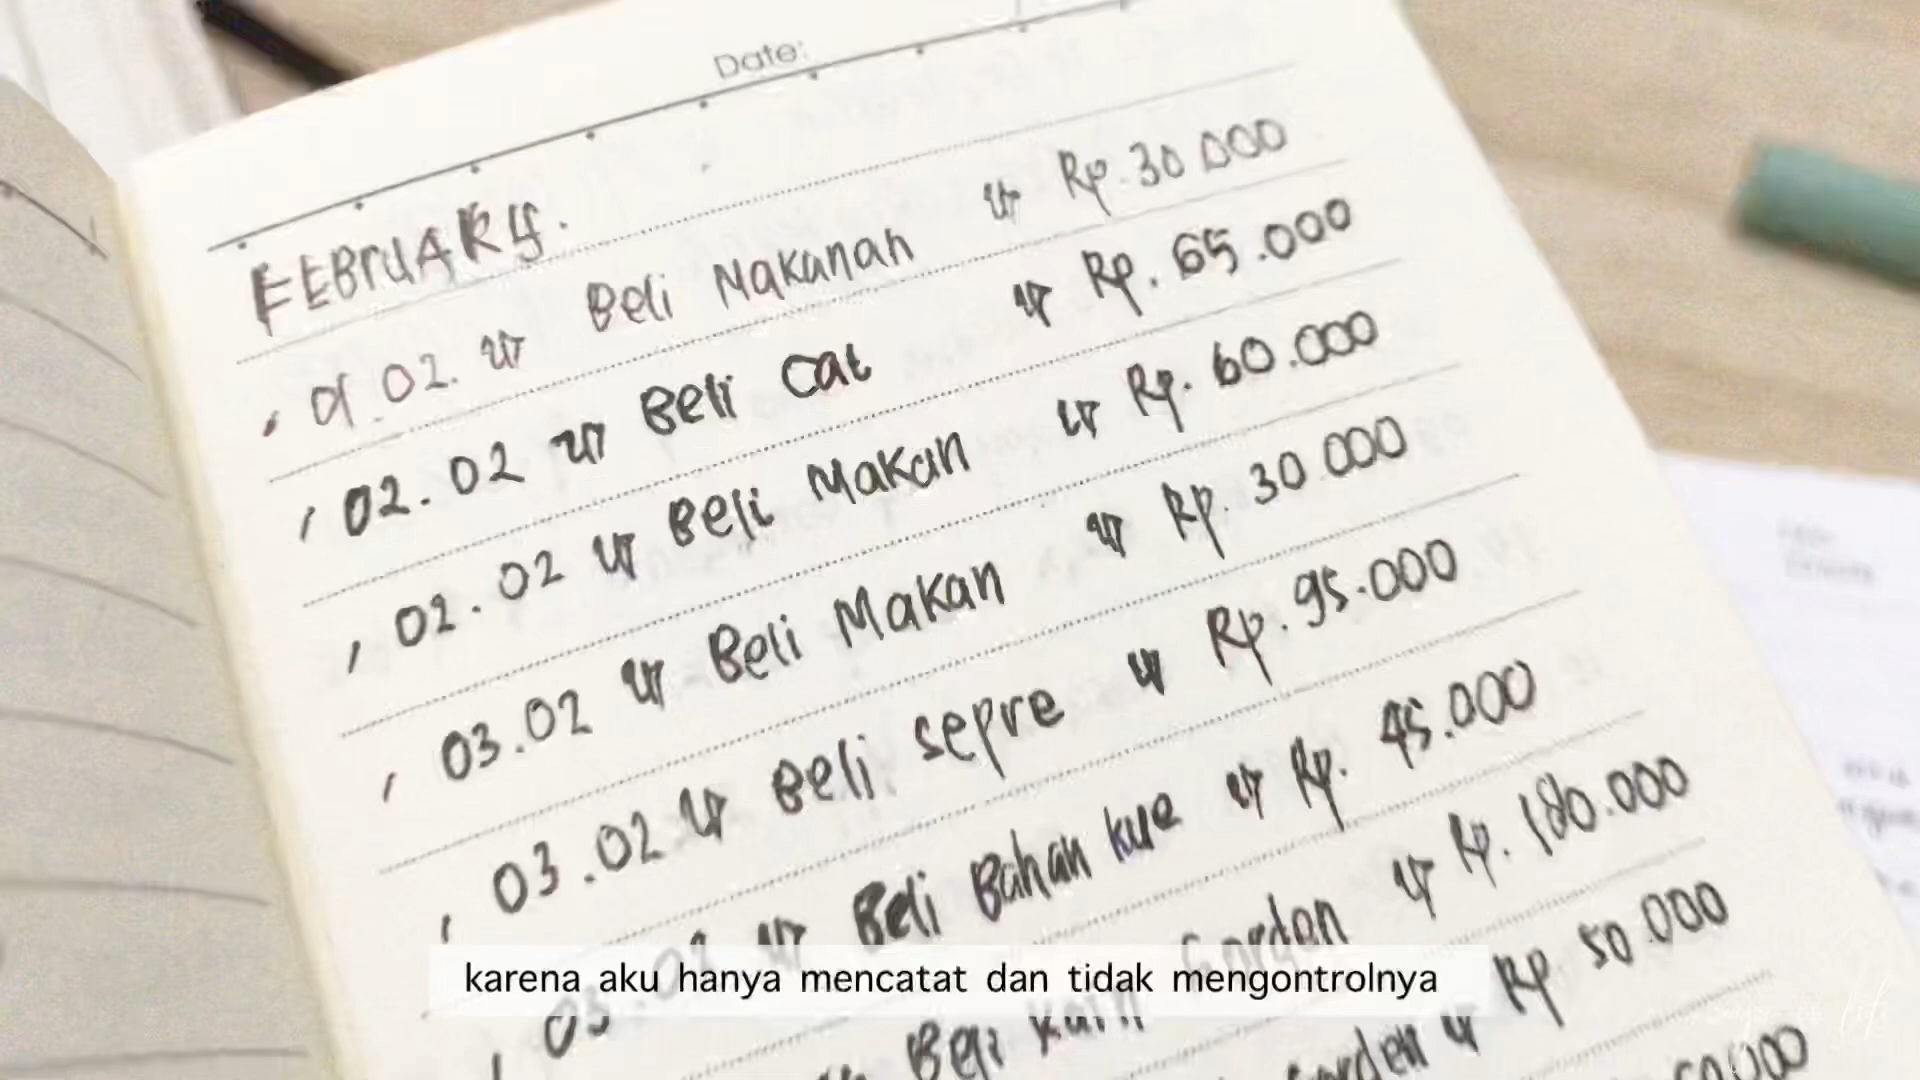 Date:
FEBRUARY.
01.02. Beli Makanan Rp. 30 000
02.02 Beli Cat Rp. 65.000
02.02 Beli Makan Rp. 60.000
03.02 Beli Makan Rp. 30 000
03.02 Beli sepre Rp. 95.000
03.02 Beli Bahan kue Rp. 45.000
Beli kain Gorden Rp. 180.000
Gorden Rp 50.000
karena aku hanya mencatat dan tidak mengontrolnya